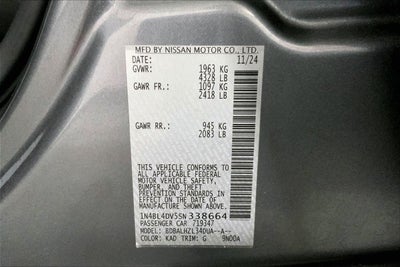 MFD BY NISSAN MOTOR CO., LTD.
DATE: 11/24
GVWR: 1963 KG
4328 LB
GAWR FR.: 1097 KG
2418 LB
GAWR RR.: 945 KG
2083 LB
THIS VEHICLE CONFORMS TO
ALL APPLICABLE FEDERAL
MOTOR VEHICLE SAFETY,
BUMPER, AND THEFT
PREVENTION STANDARDS IN
EFFECT ON THE DATE OF
MANUFACTURE SHOWN ABOVE.
1N4BL4DV5SN338664
PASSENGER CAR 719347
MODEL: BDBALHZL34DUA--A--
COLOR: KAD TRIM: G 9N00A